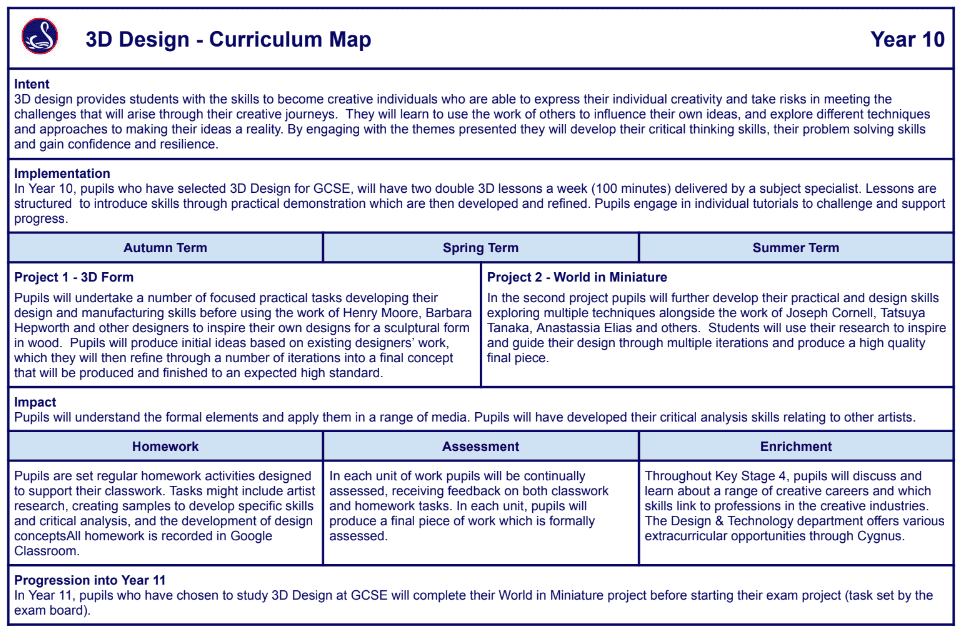 3D Design - Curriculum Map
Year 10
Intent
3D design provides students with the skills to become creative individuals who are able to express their individual creativity and take risks in meeting the
challenges that will arise through their creative journeys.  They will learn to use the work of others to influence their own ideas, and explore different techniques
and approaches to making their ideas a reality. By engaging with the themes presented they will develop their critical thinking skills, their problem solving skills
and gain confidence and resilience.
Implementation
In Year 10, pupils who have selected 3D Design for GCSE, will have two double 3D lessons a week (100 minutes) delivered by a subject specialist. Lessons are
structured  to introduce skills through practical demonstration which are then developed and refined. Pupils engage in individual tutorials to challenge and support
progress.
Autumn Term
Spring Term
Summer Term
Project 1 - 3D Form
Pupils will undertake a number of focused practical tasks developing their
design and manufacturing skills before using the work of Henry Moore, Barbara
Hepworth and other designers to inspire their own designs for a sculptural form
in wood.  Pupils will produce initial ideas based on existing designers' work,
which they will then refine through a number of iterations into a final concept
that will be produced and finished to an expected high standard.
Project 2 - World in Miniature
In the second project pupils will further develop their practical and design skills
exploring multiple techniques alongside the work of Joseph Cornell, Tatsuya
Tanaka, Anastassia Elias and others.  Students will use their research to inspire
and guide their design through multiple iterations and produce a high quality
final piece.
Impact
Pupils will understand the formal elements and apply them in a range of media. Pupils will have developed their critical analysis skills relating to other artists.
Homework
Assessment
Enrichment
Pupils are set regular homework activities designed
to support their classwork. Tasks might include artist
research, creating samples to develop specific skills
and critical analysis, and the development of design
conceptsAll homework is recorded in Google
Classroom.
In each unit of work pupils will be continually
assessed, receiving feedback on both classwork
and homework tasks. In each unit, pupils will
produce a final piece of work which is formally
assessed.
Throughout Key Stage 4, pupils will discuss and
learn about a range of creative careers and which
skills link to professions in the creative industries.
The Design & Technology department offers various
extracurricular opportunities through Cygnus.
Progression into Year 11
In Year 11, pupils who have chosen to study 3D Design at GCSE will complete their World in Miniature project before starting their exam project (task set by the
exam board).